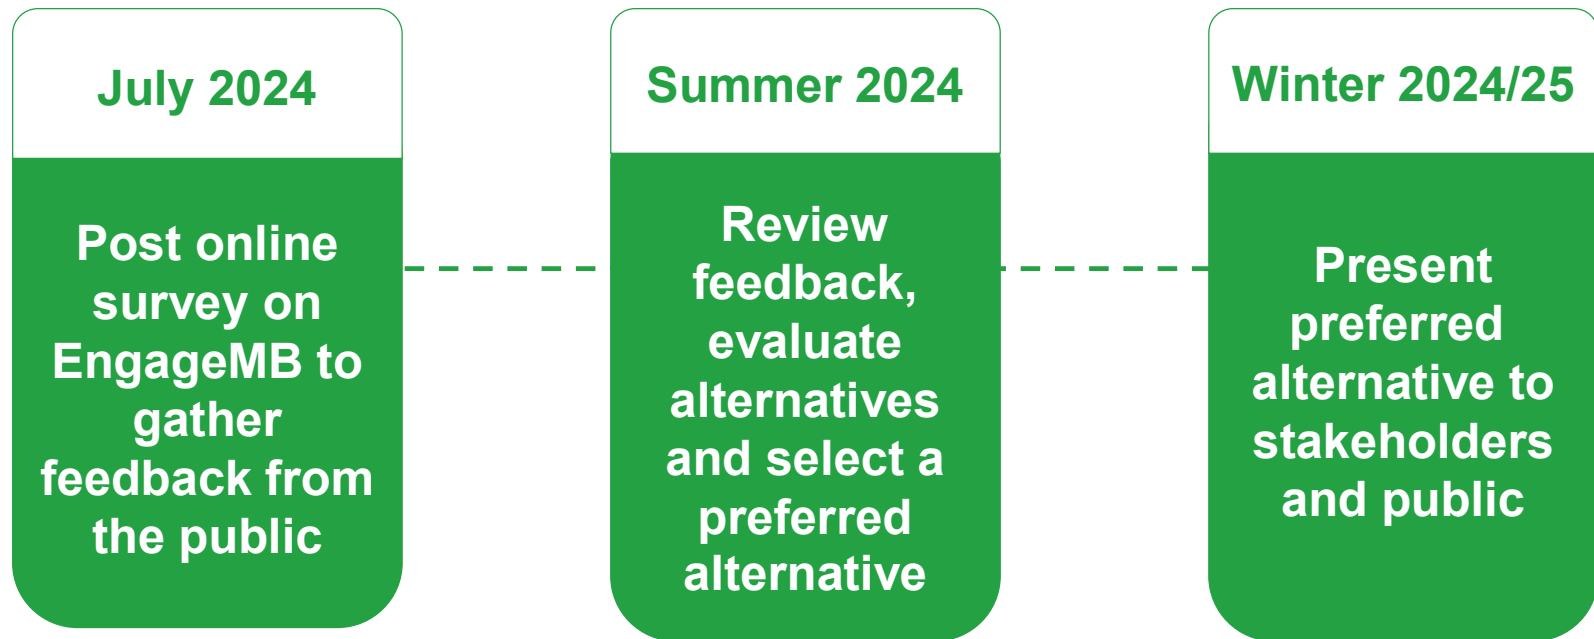 July 2024
Post online
survey on
EngageMB to
gather
feedback from
the public
Summer 2024
Review
feedback,
evaluate
alternatives
and select a
preferred
alternative
Winter 2024/25
Present
preferred
alternative to
stakeholders
and public